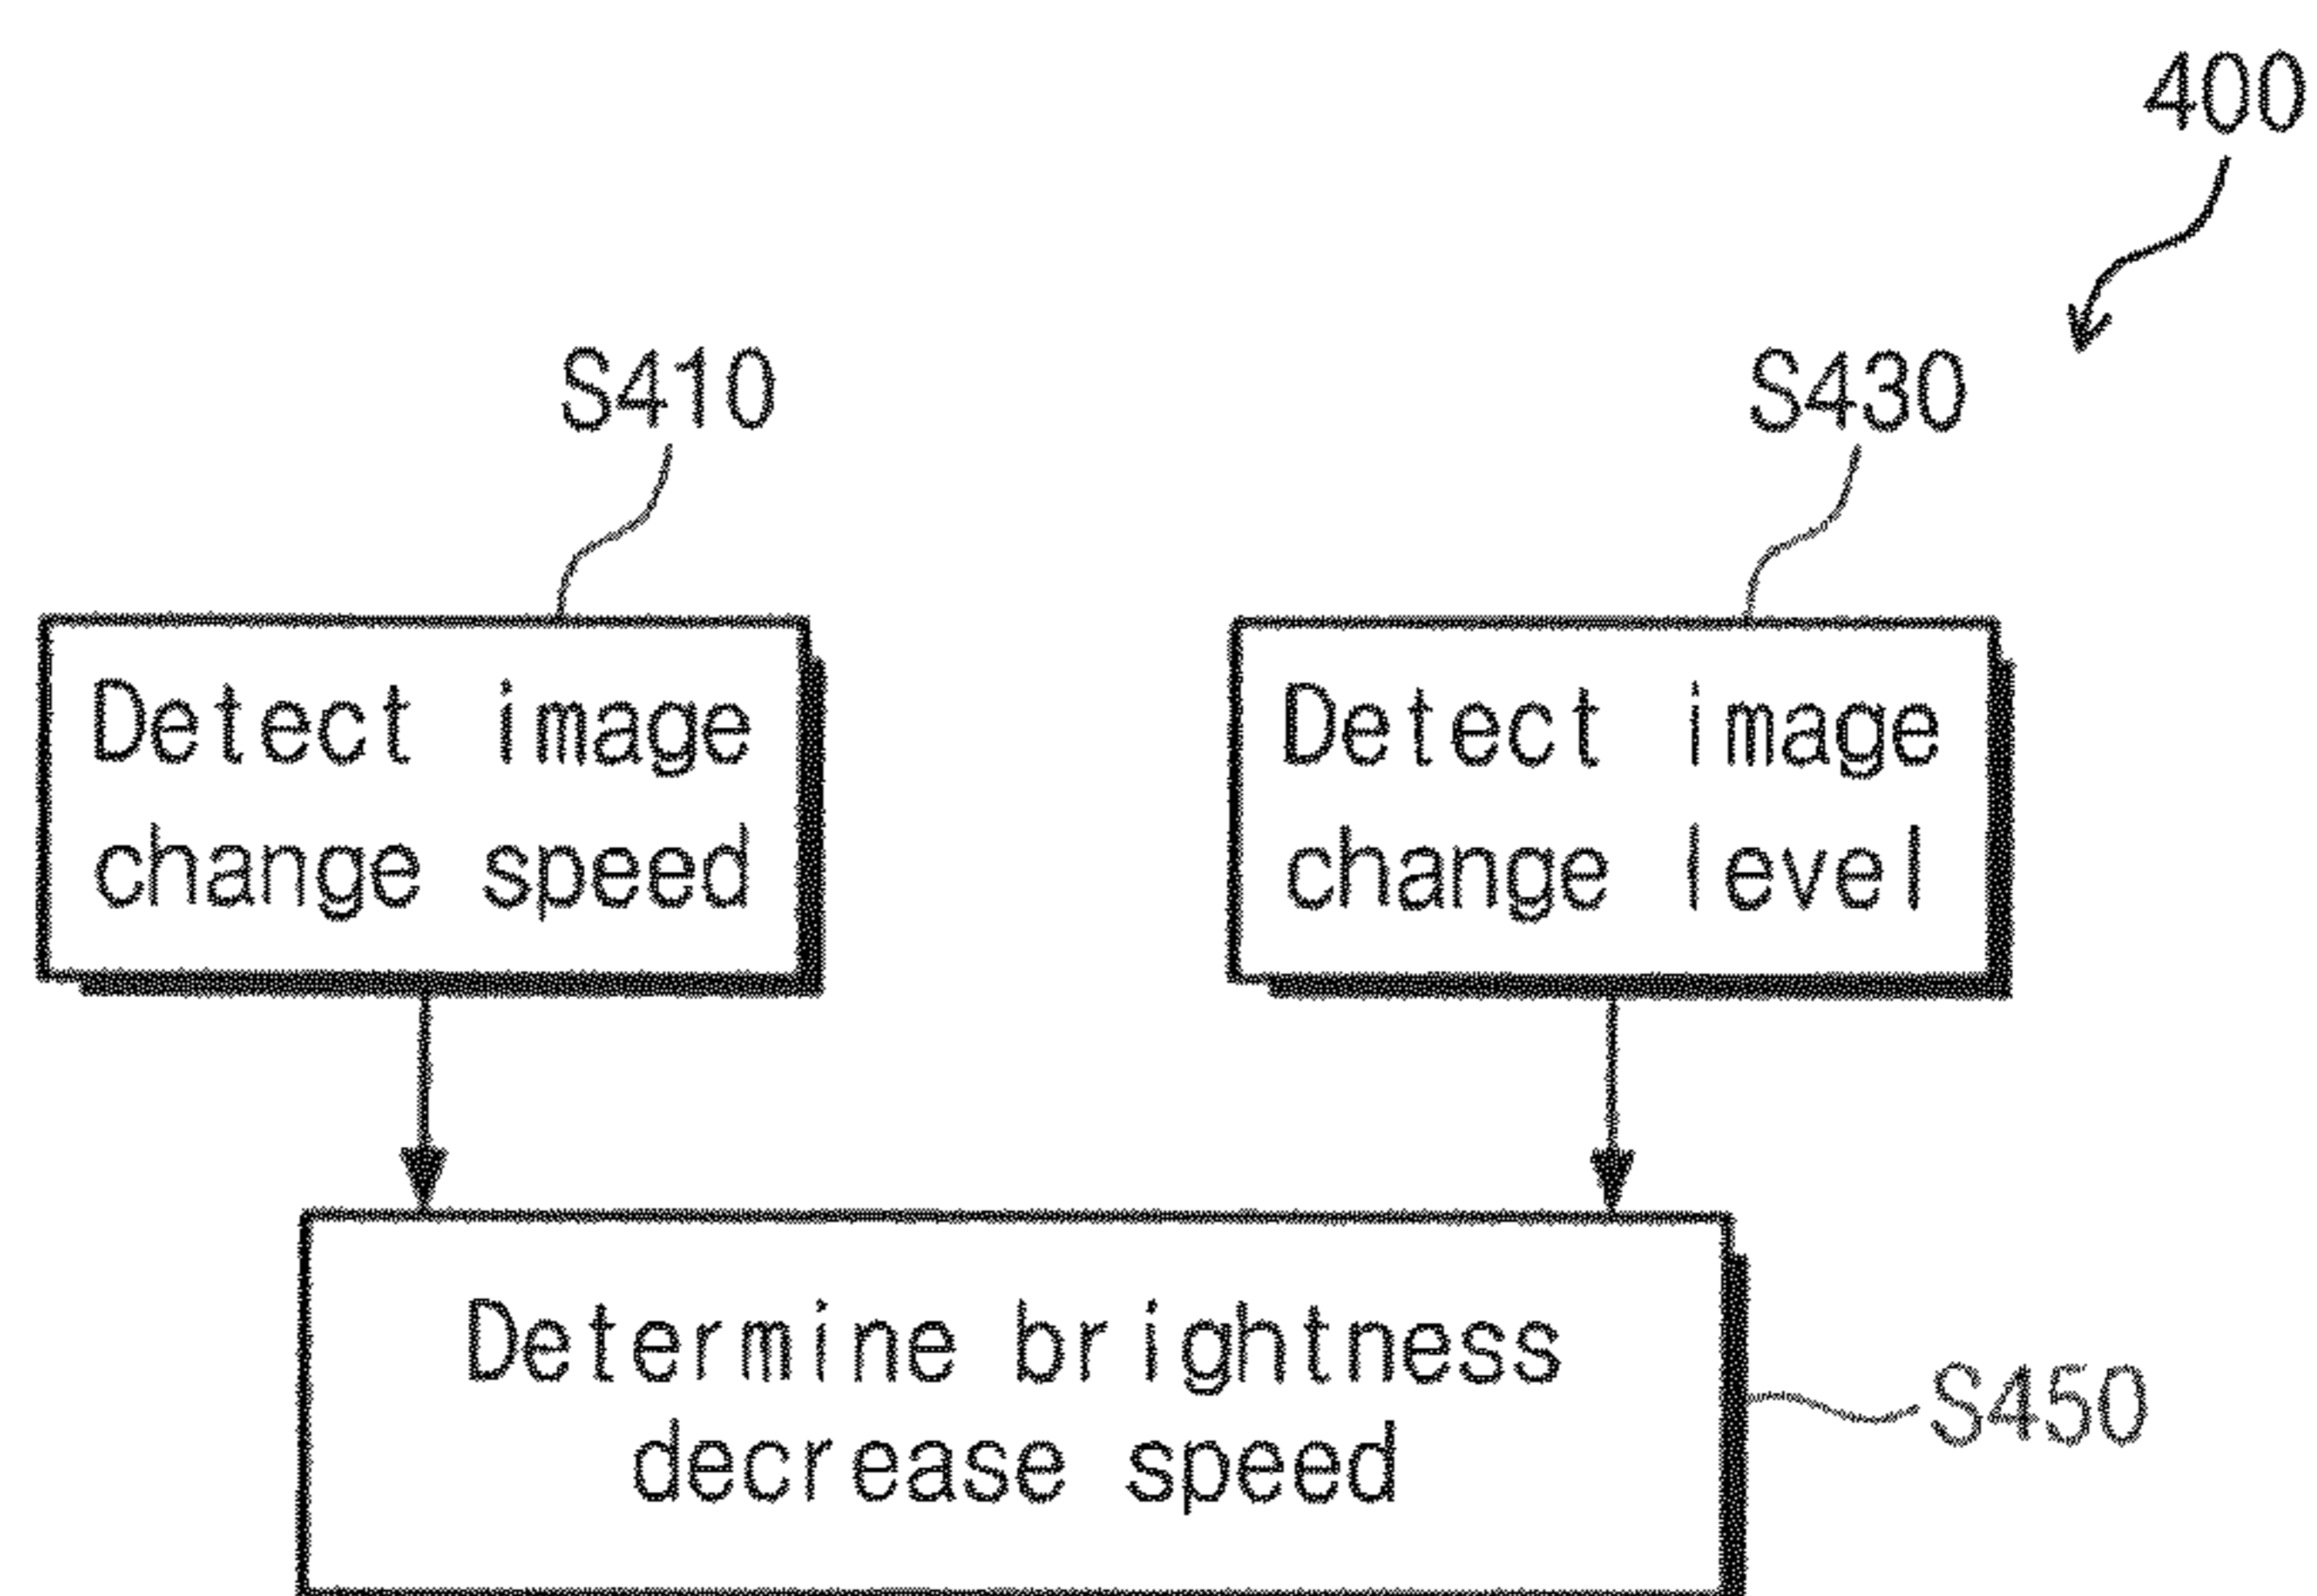 400
S410
S430
Detect image
change speed
Detect image
change level
Determine brightness
decrease speed
S450